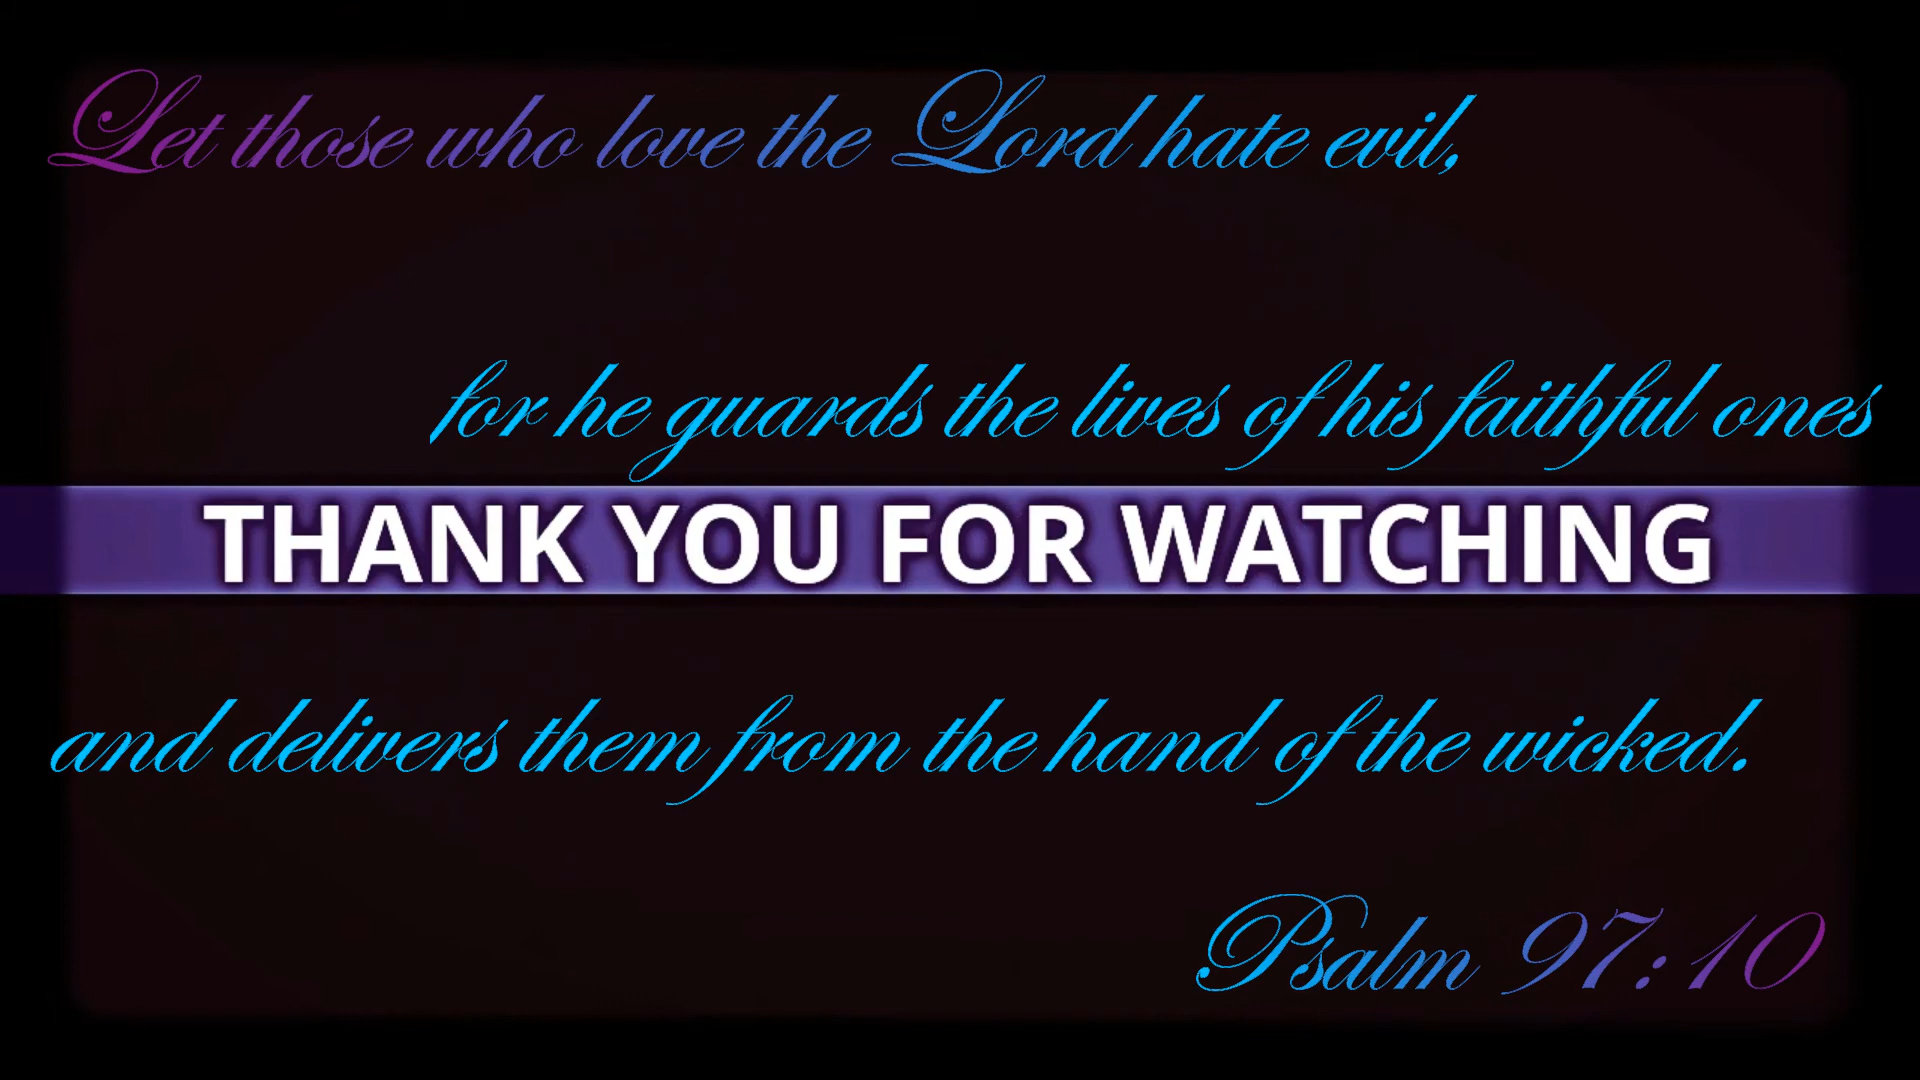 Let those who love the Lord hate evil,
for he guards the lives of his faithful ones
THANK YOU FOR WATCHING
and delivers them from the hand of the wicked.
Psalm 97:10